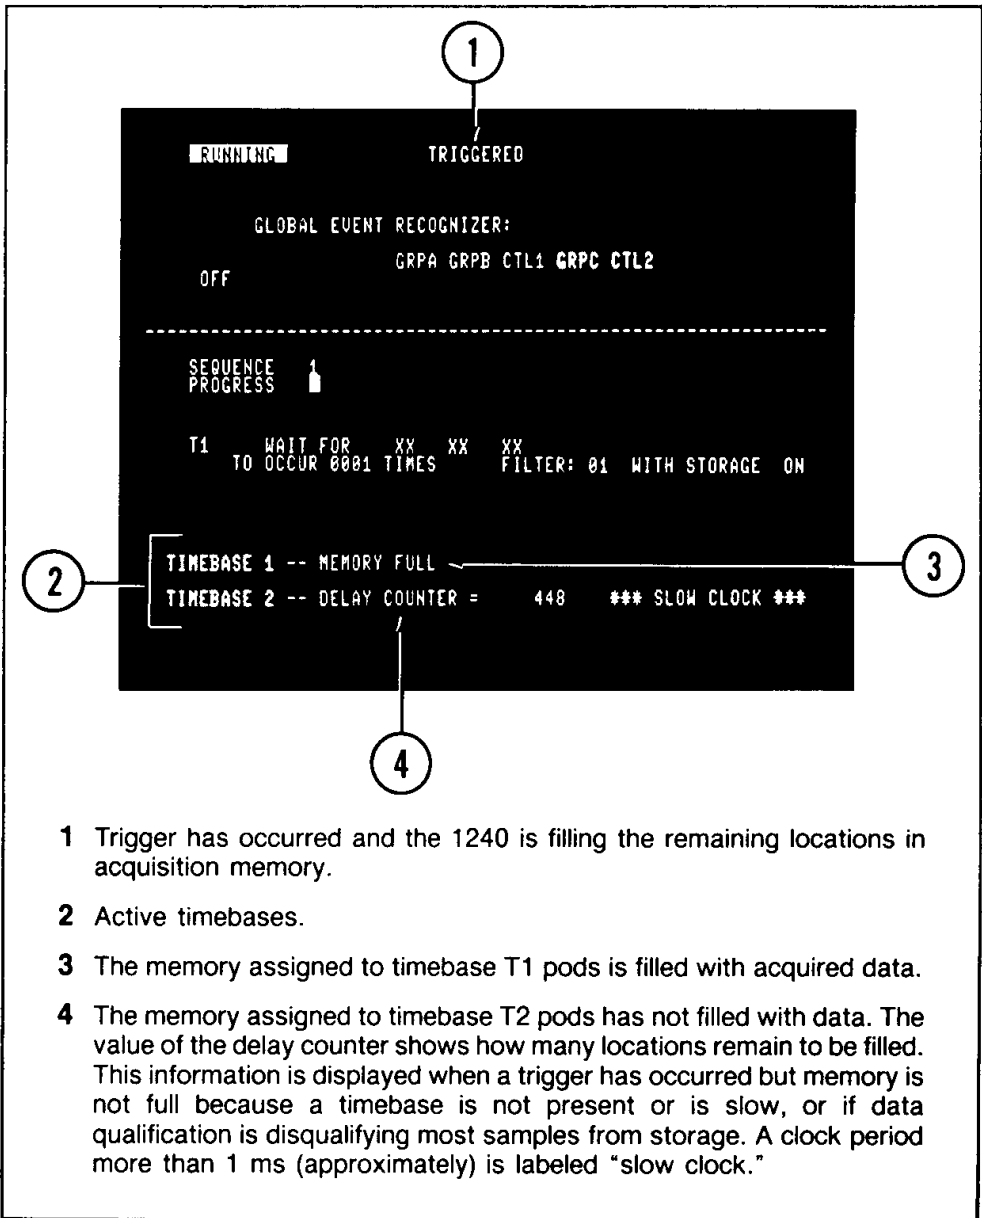 1
RUNNING TRIGGERED
GLOBAL EVENT RECOGNIZER:
GRPA GRPB CTL1 GRPC CTL2
OFF
SEQUENCE 1
PROGRESS
T1 WAIT FOR XX XX XX
TO OCCUR 0001 TIMES FILTER: 01 WITH STORAGE ON
2
TIMEBASE 1 -- MEMORY FULL
3
TIMEBASE 2 -- DELAY COUNTER = 448 *** SLOW CLOCK ***
4
1 Trigger has occurred and the 1240 is filling the remaining locations in
acquisition memory.
2 Active timebases.
3 The memory assigned to timebase T1 pods is filled with acquired data.
4 The memory assigned to timebase T2 pods has not filled with data. The
value of the delay counter shows how many locations remain to be filled.
This information is displayed when a trigger has occurred but memory is
not full because a timebase is not present or is slow, or if data
qualification is disqualifying most samples from storage. A clock period
more than 1 ms (approximately) is labeled "slow clock."